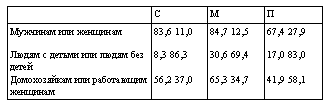 С М П
Мужчинам или женщинам 83,6 11,0 84,7 12,5 67,4 27,9
Людям с детьми или людям без 8,3 86,3 30,6 69,4 17,0 83,0
детей
Домохозяйкам или работающим 56,2 37,0 65,3 34,7 41,9 58,1
женщинам